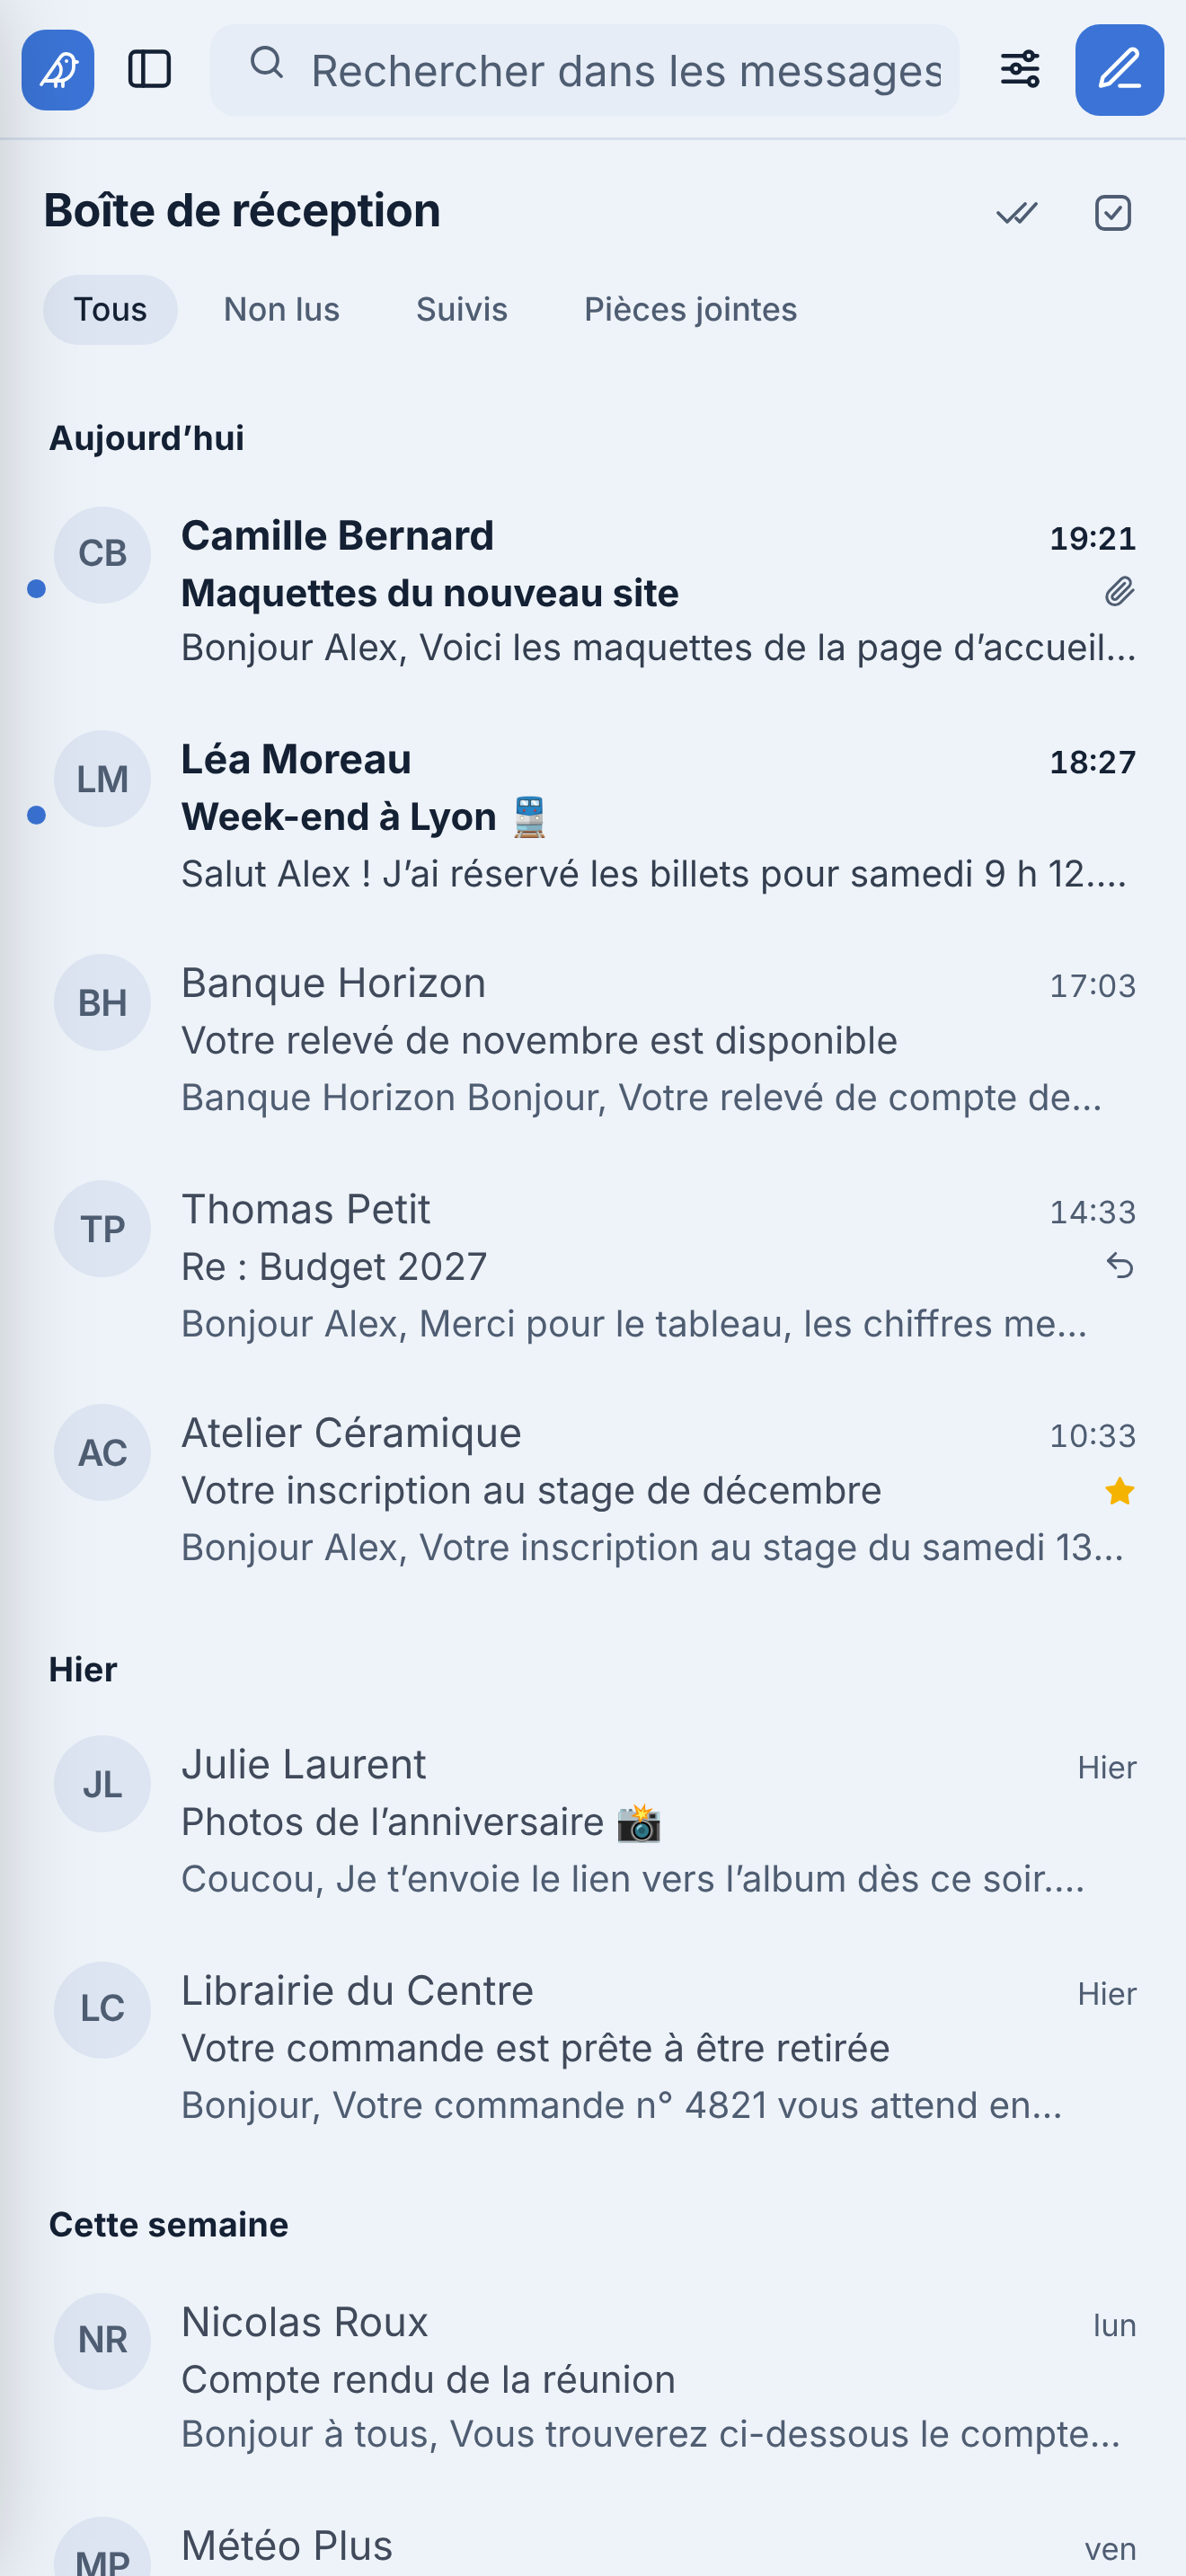 Rechercher dans les messages
Boîte de réception
Tous Non lus Suivis Pièces jointes
Aujourd’hui
CB Camille Bernard 19:21
Maquettes du nouveau site
Bonjour Alex, Voici les maquettes de la page d’accueil...
LM Léa Moreau 18:27
Week-end à Lyon 🚆
Salut Alex ! J’ai réservé les billets pour samedi 9 h 12....
BH Banque Horizon 17:03
Votre relevé de novembre est disponible
Banque Horizon Bonjour, Votre relevé de compte de...
TP Thomas Petit 14:33
Re : Budget 2027
Bonjour Alex, Merci pour le tableau, les chiffres me...
AC Atelier Céramique 10:33
Votre inscription au stage de décembre
Bonjour Alex, Votre inscription au stage du samedi 13...
Hier
JL Julie Laurent Hier
Photos de l’anniversaire 📸
Coucou, Je t’envoie le lien vers l’album dès ce soir....
LC Librairie du Centre Hier
Votre commande est prête à être retirée
Bonjour, Votre commande n° 4821 vous attend en...
Cette semaine
NR Nicolas Roux lun
Compte rendu de la réunion
Bonjour à tous, Vous trouverez ci-dessous le compte...
MP Météo Plus ven